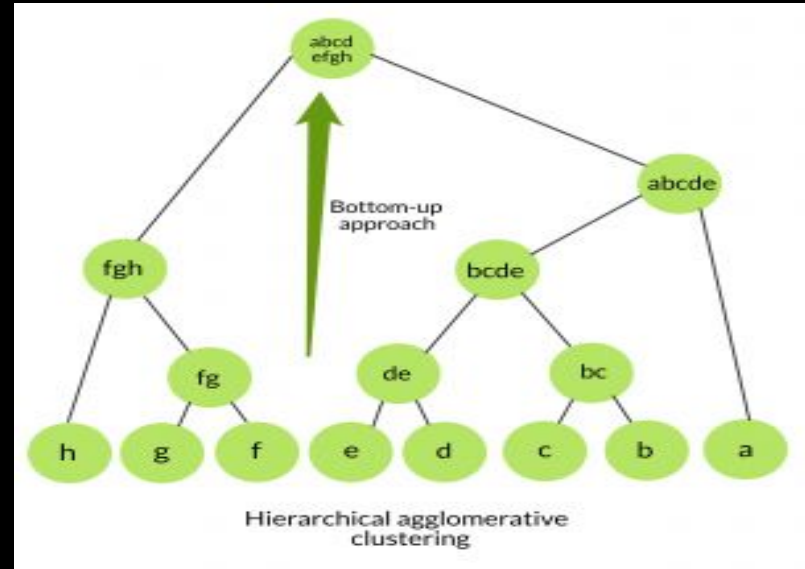 abcd
efgh
abcde
Bottom-up
approach
fgh
bcde
fg
de
bc
h
g
f
e
d
c
b
a
Hierarchical agglomerative
clustering